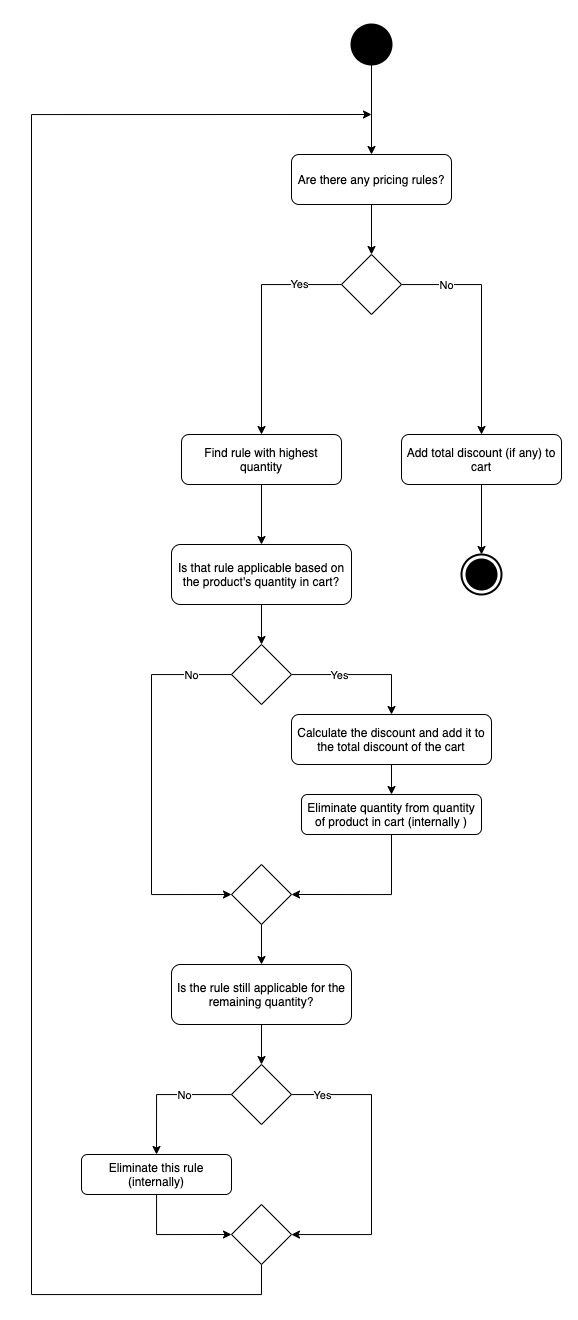 Are there any pricing rules?
Yes
No
Find rule with highest
quantity
Add total discount (if any) to
cart
Is that rule applicable based on
the product's quantity in cart?
No
Yes
Calculate the discount and add it to
the total discount of the cart
Eliminate quantity from quantity
of product in cart (internally )
Is the rule still applicable for the
remaining quantity?
No
Yes
Eliminate this rule
(internally)